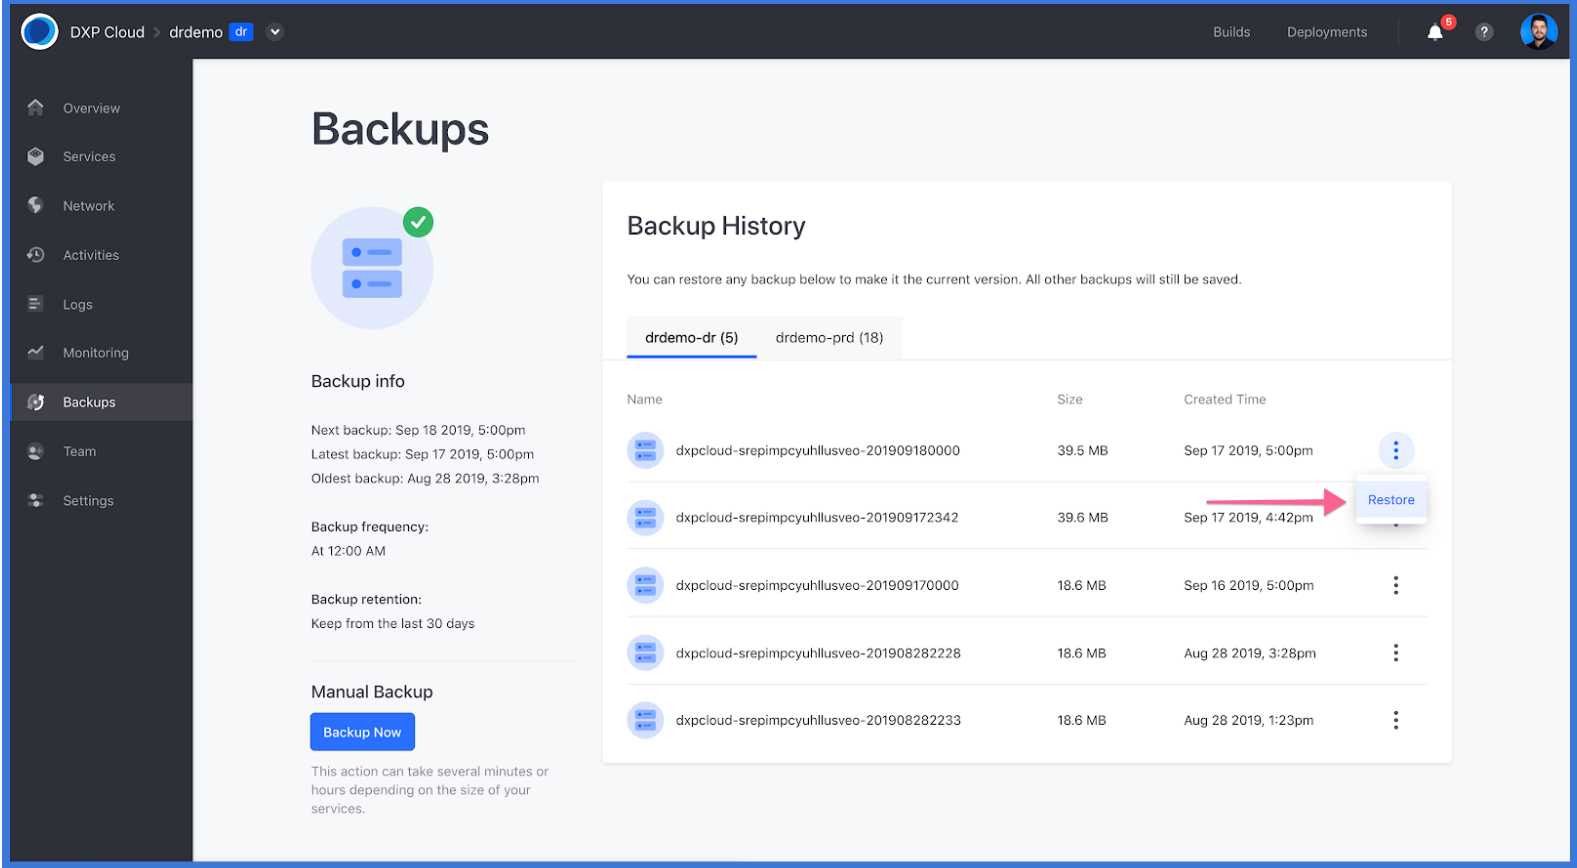 DXP Cloud > drdemo dr
Builds
Deployments
5
?
Overview
Services
Network
Activities
Logs
Monitoring
Backups
Team
Settings
Backups
Backup info
Next backup: Sep 18 2019, 5:00pm
Latest backup: Sep 17 2019, 5:00pm
Oldest backup: Aug 28 2019, 3:28pm
Backup frequency:
At 12:00 AM
Backup retention:
Keep from the last 30 days
Manual Backup
Backup Now
This action can take several minutes or
hours depending on the size of your
services.
Backup History
You can restore any backup below to make it the current version. All other backups will still be saved.
drdemo-dr (5) drdemo-prd (18)
Name Size Created Time
dxpcloud-srepimpcyuhllusveo-201909180000 39.5 MB Sep 17 2019, 5:00pm
Restore
dxpcloud-srepimpcyuhllusveo-201909172342 39.6 MB Sep 17 2019, 4:42pm
dxpcloud-srepimpcyuhllusveo-201909170000 18.6 MB Sep 16 2019, 5:00pm
dxpcloud-srepimpcyuhllusveo-201908282228 18.6 MB Aug 28 2019, 3:28pm
dxpcloud-srepimpcyuhllusveo-201908282233 18.6 MB Aug 28 2019, 1:23pm